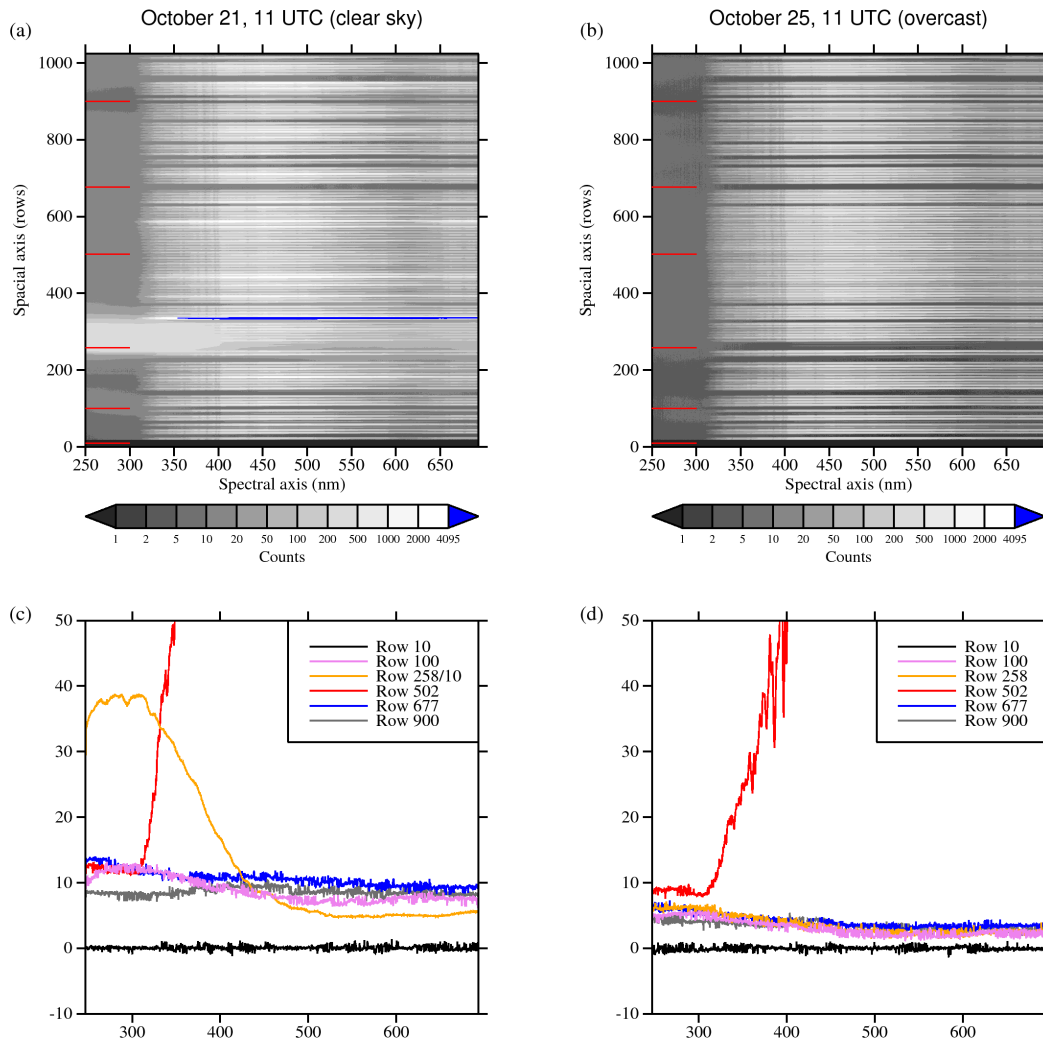 October 21, 11 UTC (clear sky)
October 25, 11 UTC (overcast)
(a)
(b)
1000
800
600
400
200
0
Spacial axis (rows)
250 300 400 450 500 550 600 650
Spectral axis (nm)
1 2 5 10 20 50 100 200 500 1000 2000 4095
Counts
1000
800
600
400
200
0
Spacial axis (rows)
250 300 400 450 500 550 600 650
Spectral axis (nm)
1 2 5 10 20 50 100 200 500 1000 2000 4095
Counts
(c)
50
40
30
20
10
0
-10
300 400 500 600
Row 10
Row 100
Row 258/10
Row 502
Row 677
Row 900
(d)
50
40
30
20
10
0
-10
300 400 500 600
Row 10
Row 100
Row 258
Row 502
Row 677
Row 900